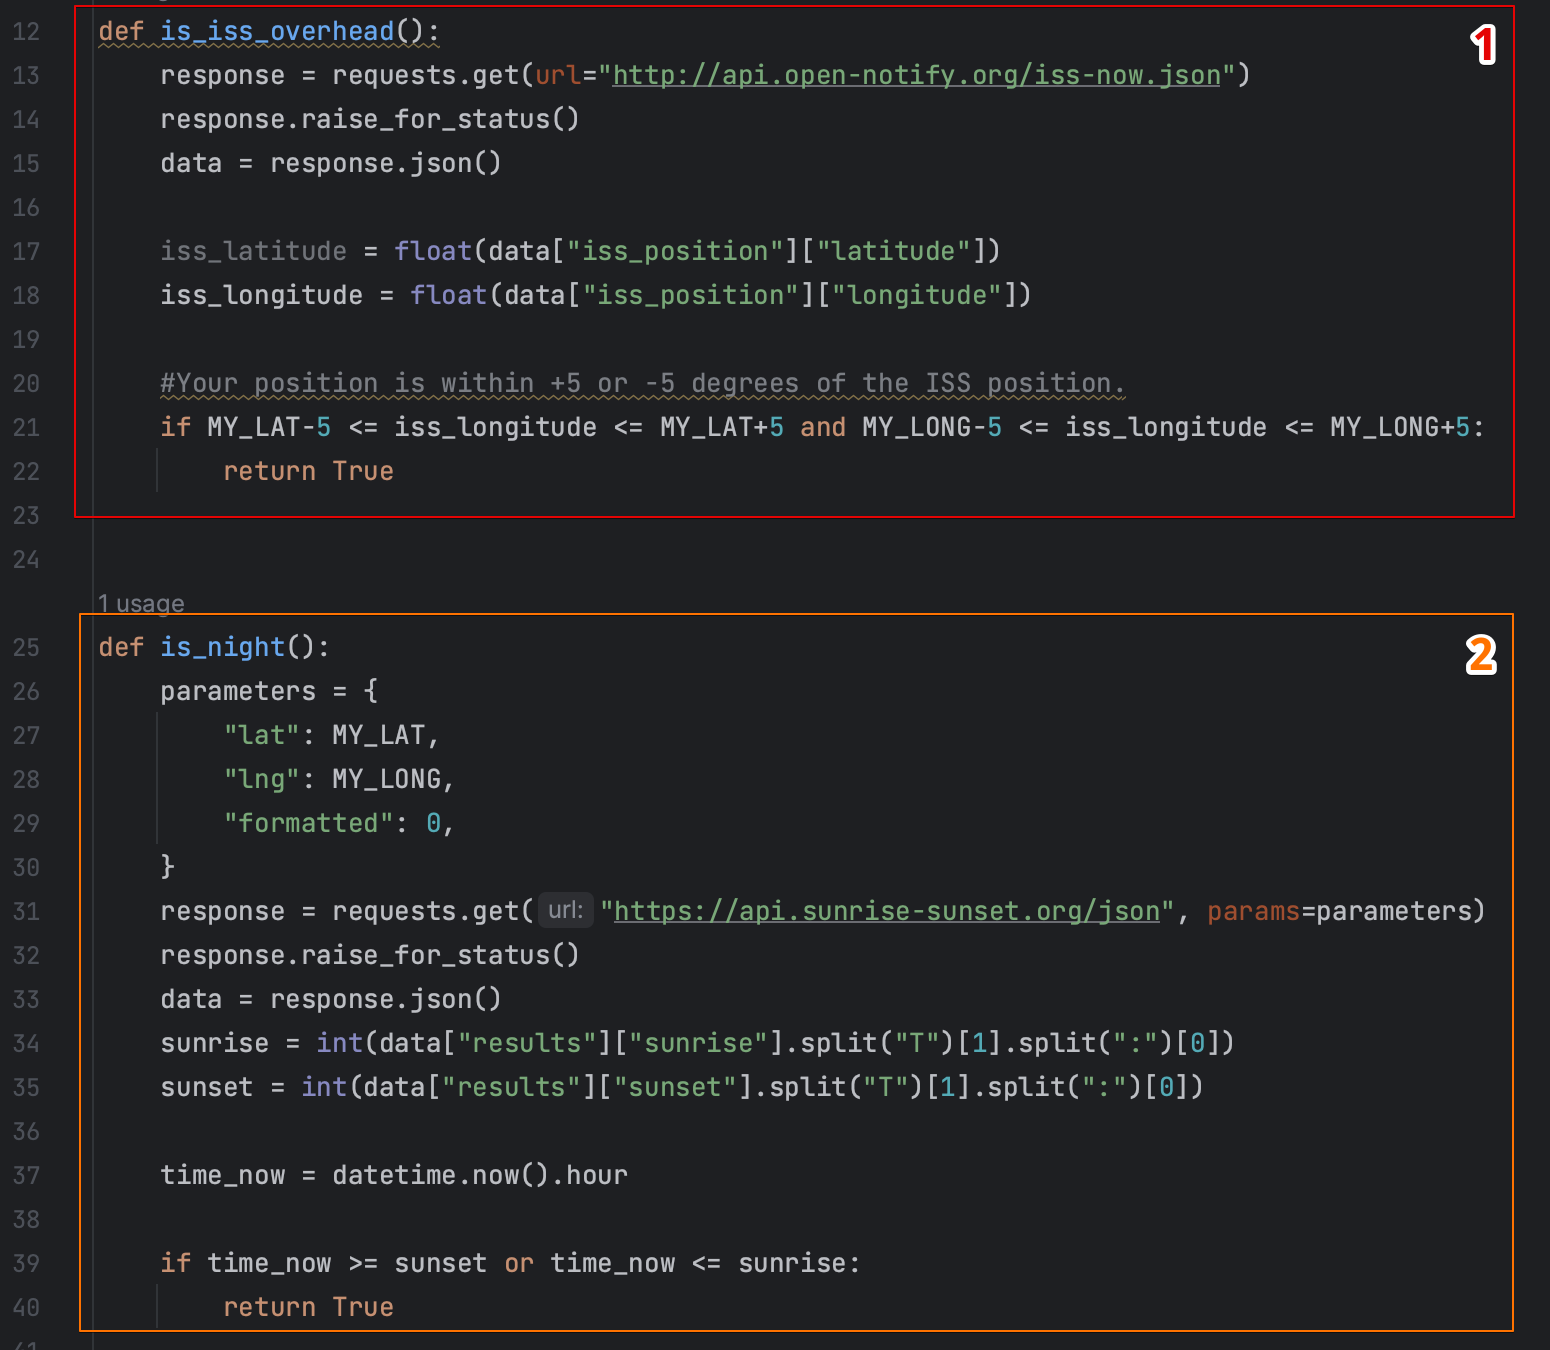 12 def is_iss_overhead():
1
13 response = requests.get(url="http://api.open-notify.org/iss-now.json")
14 response.raise_for_status()
15 data = response.json()
16
17 iss_latitude = float(data["iss_position"]["latitude"])
18 iss_longitude = float(data["iss_position"]["longitude"])
19
20 #Your position is within +5 or -5 degrees of the ISS position.
21 if MY_LAT-5 <= iss_longitude <= MY_LAT+5 and MY_LONG-5 <= iss_longitude <= MY_LONG+5:
22 return True
23
24
1 usage
25 def is_night():
2
26 parameters = {
27 "lat": MY_LAT,
28 "lng": MY_LONG,
29 "formatted": 0,
30 }
31 response = requests.get( url: "https://api.sunrise-sunset.org/json", params=parameters)
32 response.raise_for_status()
33 data = response.json()
34 sunrise = int(data["results"]["sunrise"].split("T")[1].split(":")[0])
35 sunset = int(data["results"]["sunset"].split("T")[1].split(":")[0])
36
37 time_now = datetime.now().hour
38
39 if time_now >= sunset or time_now <= sunrise:
40 return True